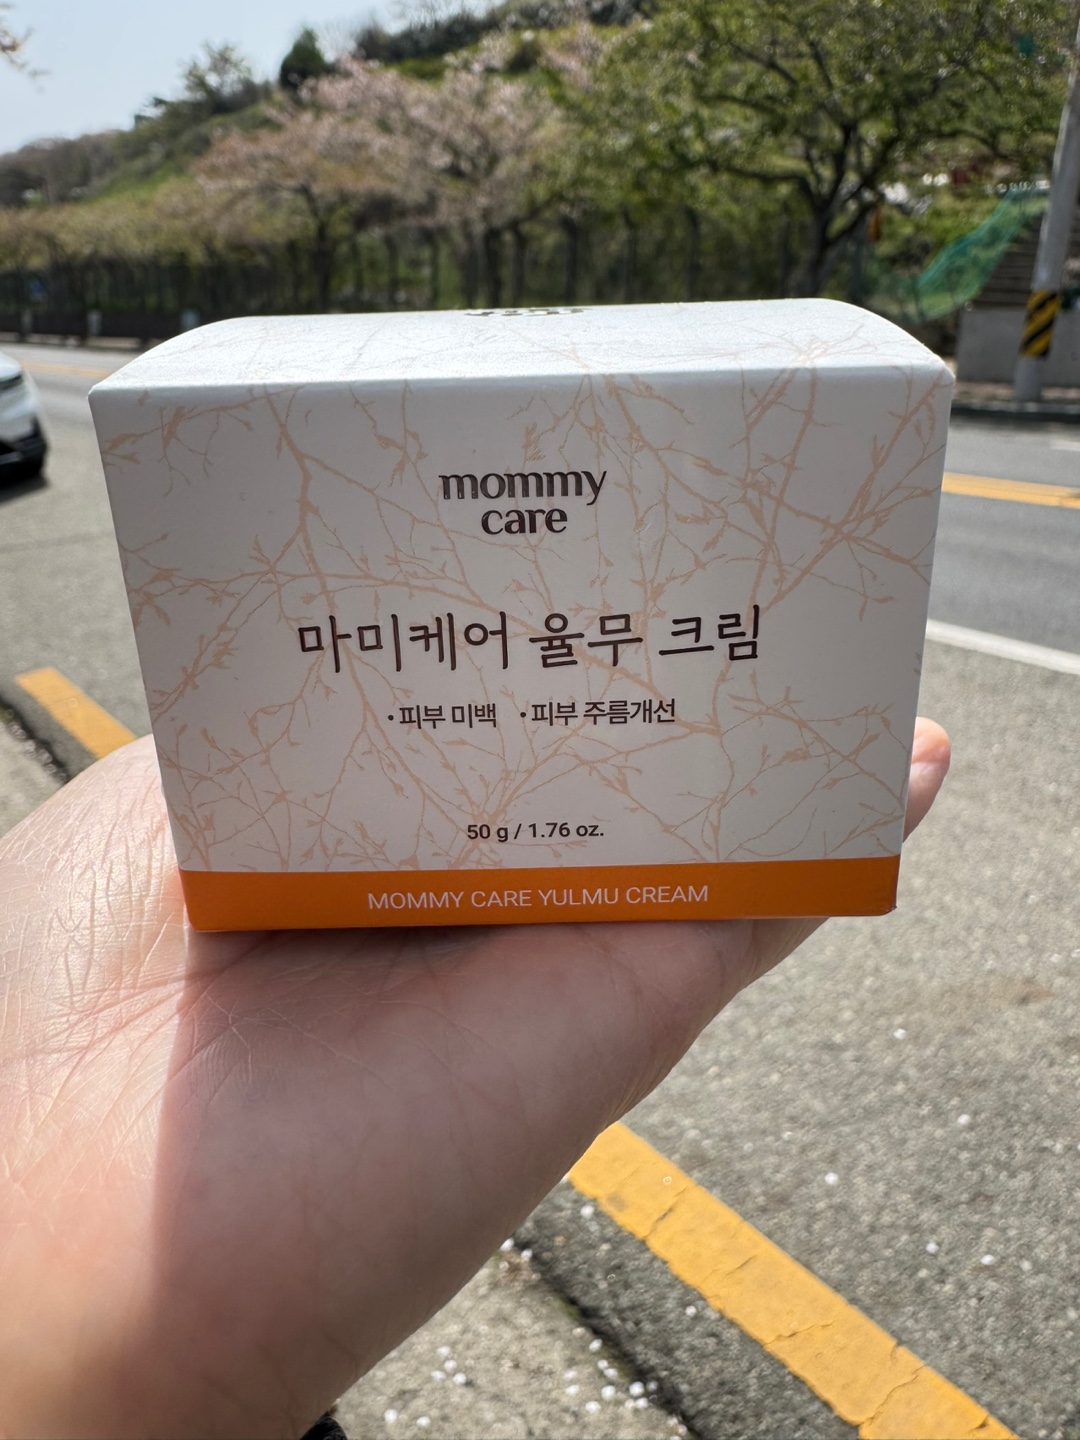 mommy
care
마미케어 율무 크림
·피부 미백 ·피부 주름개선
50 g / 1.76 oz.
MOMMY CARE YULMU CREAM